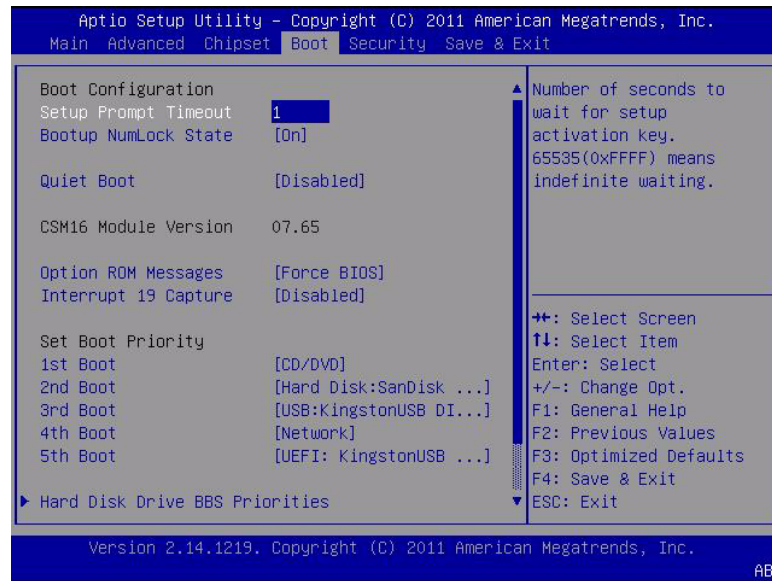 Aptio Setup Utility - Copyright (C) 2011 American Megatrends, Inc.
Main Advanced Chipset Boot Security Save & Exit
Boot Configuration
Setup Prompt Timeout 1
Bootup NumLock State [On]
Quiet Boot [Disabled]
CSM16 Module Version 07.65
Option ROM Messages [Force BIOS]
Interrupt 19 Capture [Disabled]
Set Boot Priority
1st Boot [CD/DVD]
2nd Boot [Hard Disk:SanDisk ...]
3rd Boot [USB:KingstonUSB DI...]
4th Boot [Network]
5th Boot [UEFI: KingstonUSB ...]
Hard Disk Drive BBS Priorities
Number of seconds to
wait for setup
activation key.
65535(0xFFFF) means
indefinite waiting.
→←: Select Screen
↑↓: Select Item
Enter: Select
+/-: Change Opt.
F1: General Help
F2: Previous Values
F3: Optimized Defaults
F4: Save & Exit
ESC: Exit
Version 2.14.1219. Copyright (C) 2011 American Megatrends, Inc.
AB